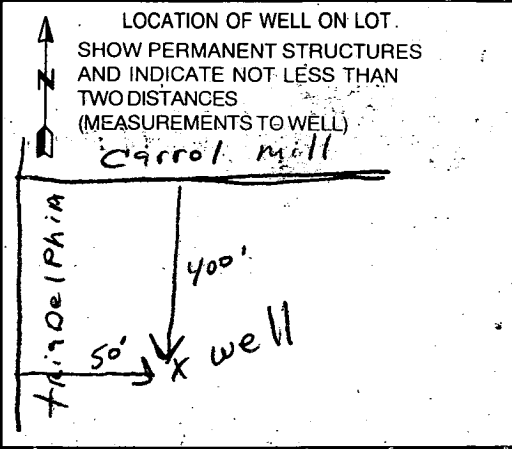 LOCATION OF WELL ON LOT.
SHOW PERMANENT STRUCTURES
AND INDICATE NOT LESS THAN
TWO DISTANCES
(MEASUREMENTS TO WELL)
N
Carrol mill
triaDelPhiA
400'
50'
X well